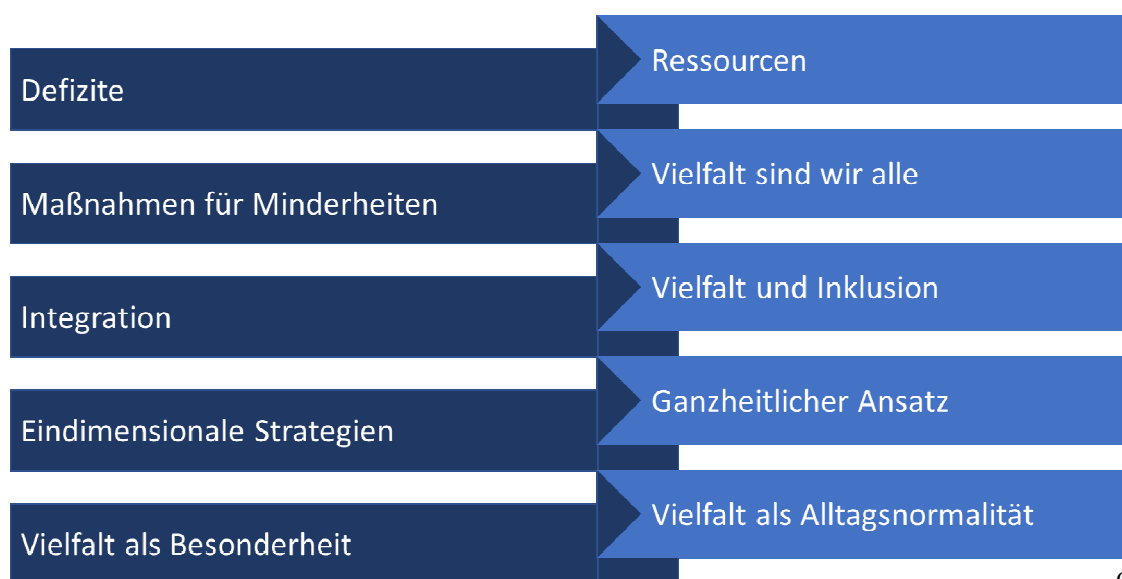 Defizite
Ressourcen
Maßnahmen für Minderheiten
Vielfalt sind wir alle
Integration
Vielfalt und Inklusion
Eindimensionale Strategien
Ganzheitlicher Ansatz
Vielfalt als Besonderheit
Vielfalt als Alltagsnormalität